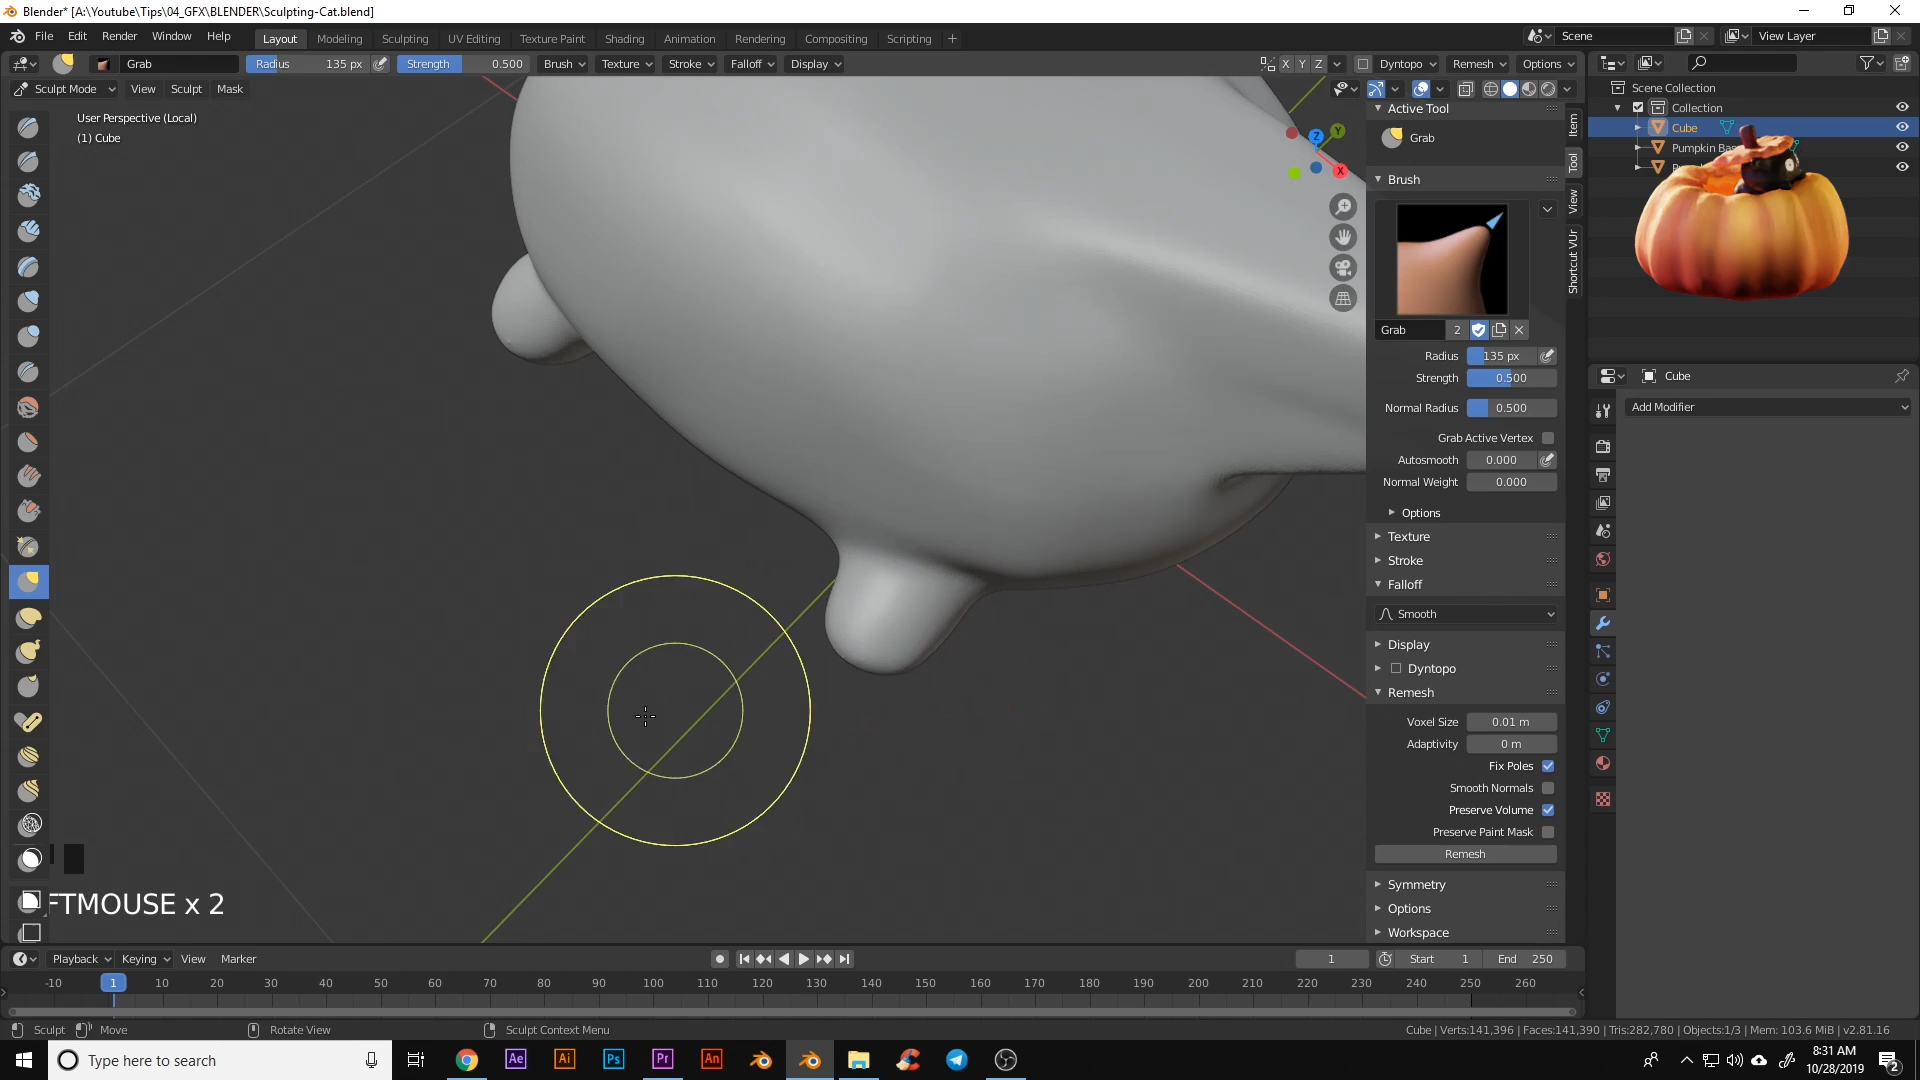 Blender* [A:\Youtube\Tips\04_GFX\BLENDER\Sculpting-Cat.blend]
File Edit Render Window Help Layout Modeling Sculpting UV Editing Texture Paint Shading Animation Rendering Compositing Scripting + Scene View Layer
Grab Radius 135 px Strength 0.500 Brush Texture Stroke Falloff Display X Y Z Dyntopo Remesh Options
Sculpt Mode View Sculpt Mask
User Perspective (Local)
(1) Cube
Z Y X
Active Tool
Grab
Brush
Grab 2
Radius 135 px
Strength 0.500
Normal Radius 0.500
Grab Active Vertex
Autosmooth 0.000
Normal Weight 0.000
Options
Texture
Stroke
Falloff
Smooth
Display
Dyntopo
Remesh
Voxel Size 0.01 m
Adaptivity 0 m
Fix Poles
Smooth Normals
Preserve Volume
Preserve Paint Mask
Remesh
Symmetry
Options
Workspace
Item
Tool
View
Shortcut VUr
Scene Collection
Collection
Cube
Pumpkin Bas
Cube
Add Modifier
FTMOUSE x 2
Playback Keying View Marker 1 Start 1 End 250
-10 1 10 20 30 40 50 60 70 80 90 100 110 120 130 140 150 160 170 180 190 200 210 220 230 240 250 260
Sculpt Move Rotate View Sculpt Context Menu Cube | Verts:141,396 | Faces:141,390 | Tris:282,780 | Objects:1/3 | Mem: 103.6 MiB | v2.81.16
Type here to search Ae Ai Ps Pr An 8:31 AM
10/28/2019 2